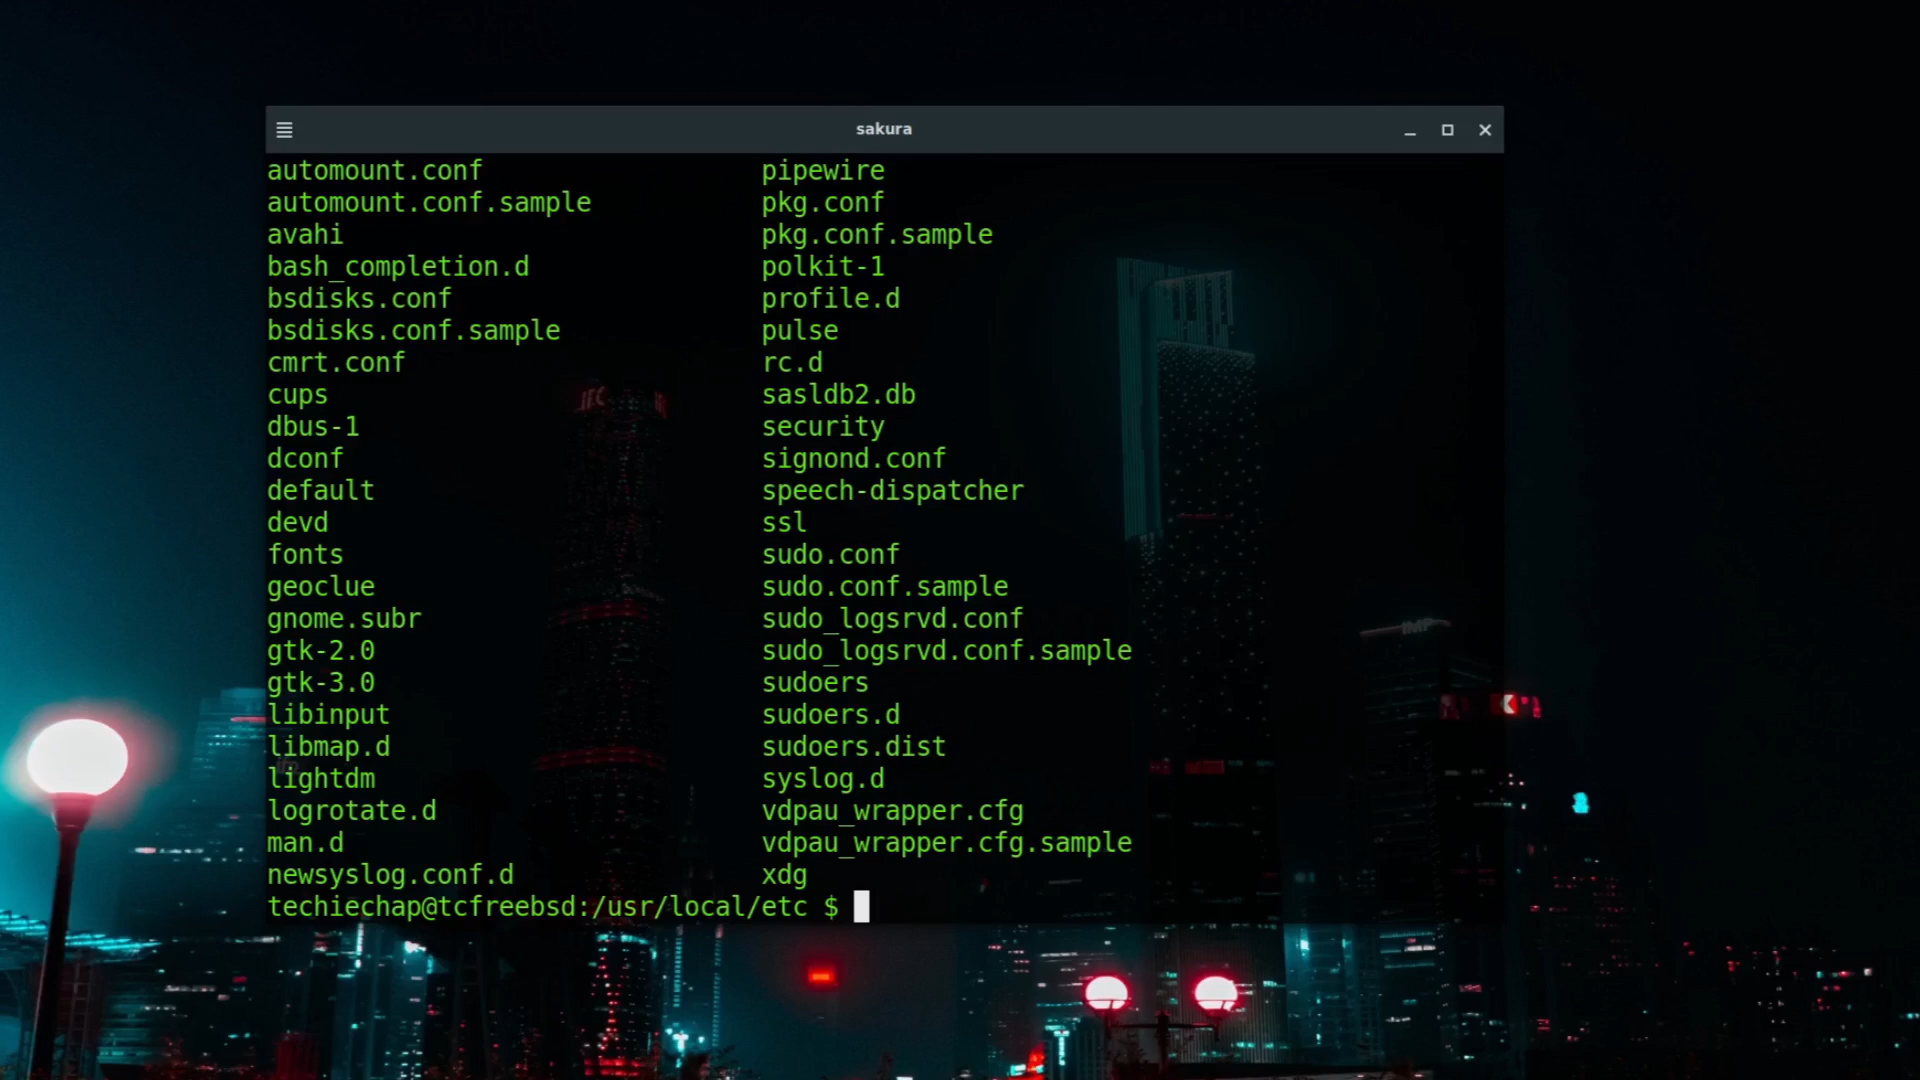 sakura
automount.conf pipewire
automount.conf.sample pkg.conf
avahi pkg.conf.sample
bash_completion.d polkit-1
bsdisks.conf profile.d
bsdisks.conf.sample pulse
cmrt.conf rc.d
cups sasldb2.db
dbus-1 security
dconf signond.conf
default speech-dispatcher
devd ssl
fonts sudo.conf
geoclue sudo.conf.sample
gnome.subr sudo_logsrvd.conf
gtk-2.0 sudo_logsrvd.conf.sample
gtk-3.0 sudoers
libinput sudoers.d
libmap.d sudoers.dist
lightdm syslog.d
logrotate.d vdpau_wrapper.cfg
man.d vdpau_wrapper.cfg.sample
newsyslog.conf.d xdg
techiechap@tcfreebsd:/usr/local/etc $
IFC